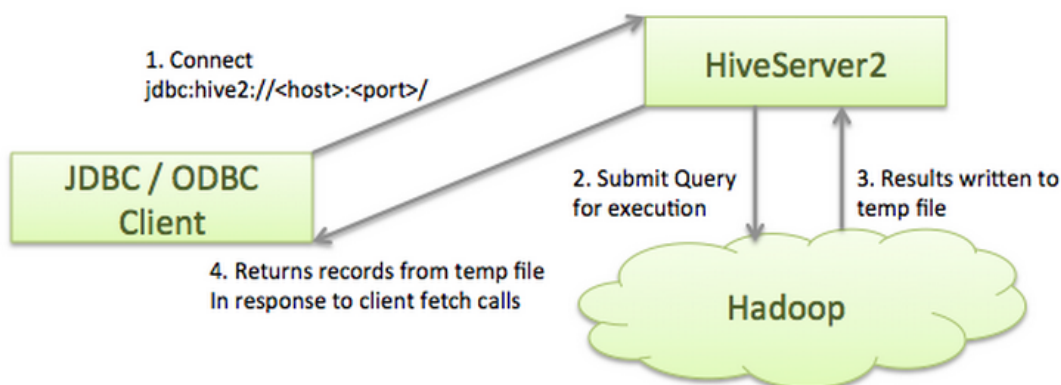 1. Connect
jdbc:hive2://<host>:<port>/
HiveServer2
JDBC / ODBC
Client
2. Submit Query
for execution
3. Results written to
temp file
4. Returns records from temp file
In response to client fetch calls
Hadoop